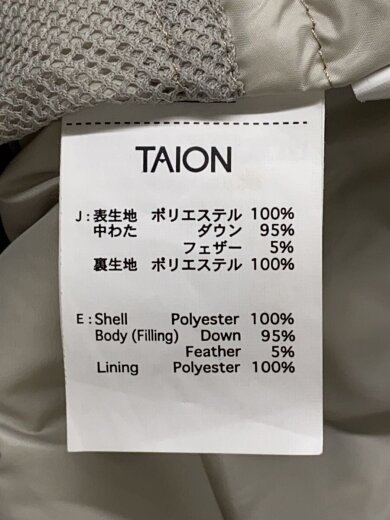 TAION
J:表生地 ポリエステル 100%
中わた ダウン 95%
フェザー 5%
裏生地 ポリエステル 100%
E:Shell Polyester 100%
Body (Filling) Down 95%
Feather 5%
Lining Polyester 100%